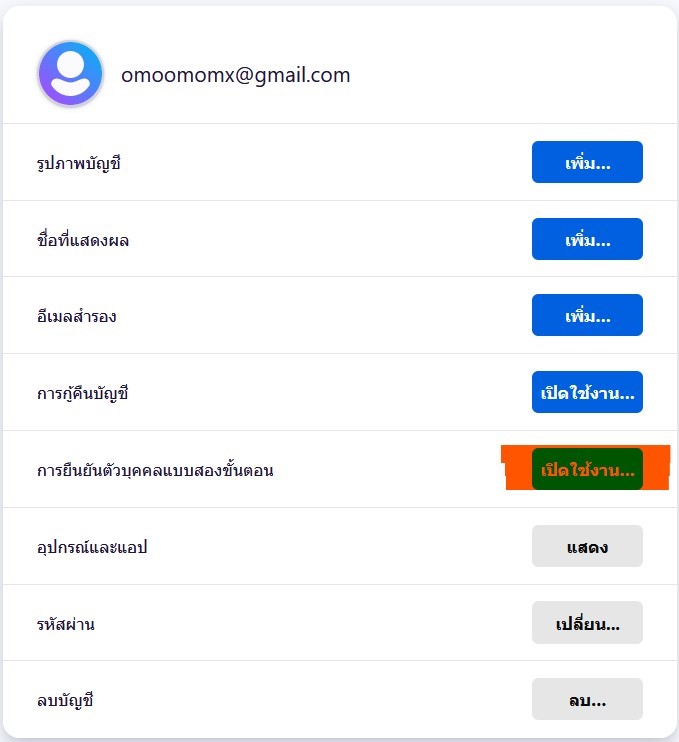 omoomomx@gmail.com
รูปภาพบัญชี เพิ่ม...
ชื่อที่แสดงผล เพิ่ม...
อีเมลสำรอง เพิ่ม...
การกู้คืนบัญชี เปิดใช้งาน...
การยืนยันตัวบุคคลแบบสองขั้นตอน เปิดใช้งาน...
อุปกรณ์และแอป แสดง
รหัสผ่าน เปลี่ยน...
ลบบัญชี ลบ...